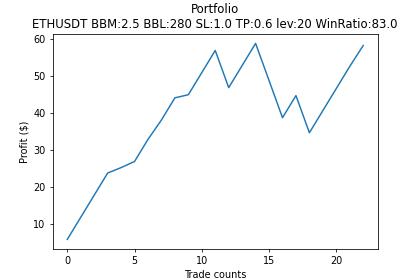 Portfolio
ETHUSDT BBM:2.5 BBL:280 SL:1.0 TP:0.6 lev:20 WinRatio:83.0
60
50
40
30
20
10
Profit ($)
0 5 10 15 20
Trade counts